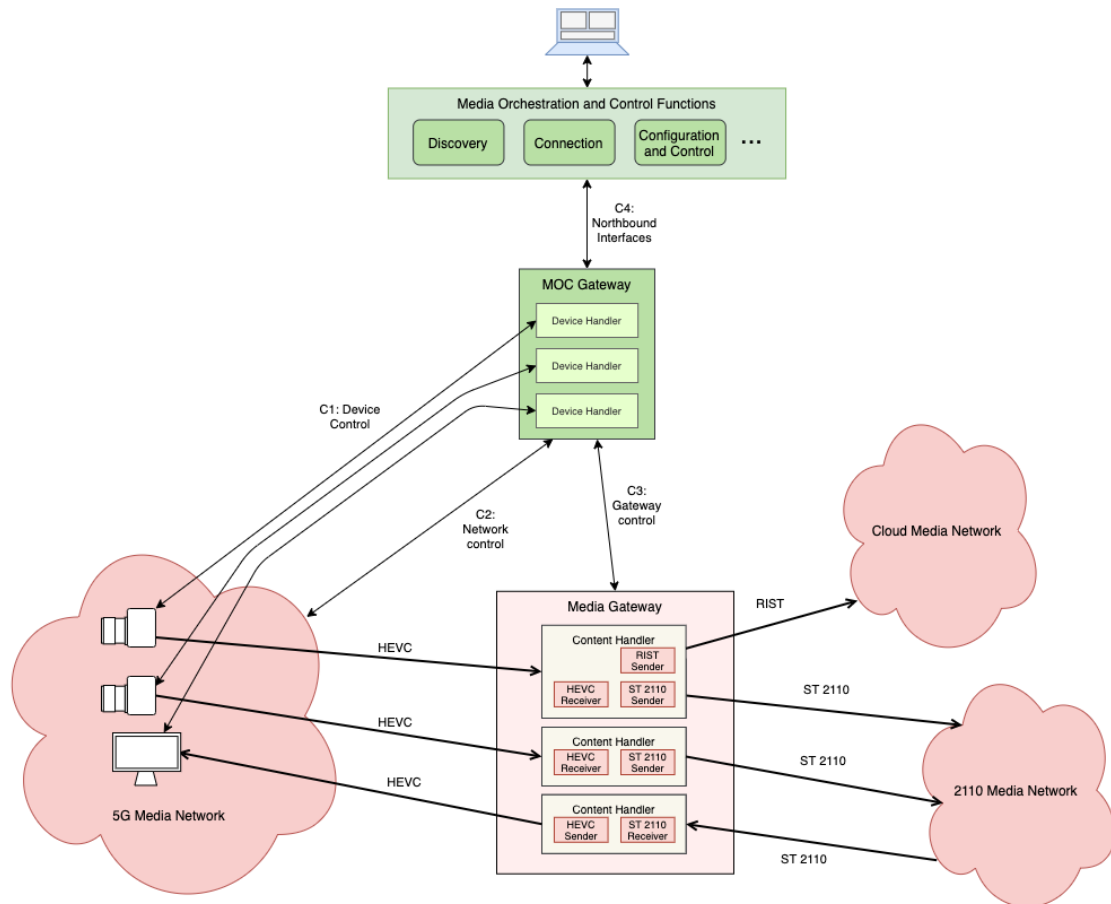 Media Orchestration and Control Functions
Discovery
Connection
Configuration
and Control
...
C4:
Northbound
Interfaces
MOC Gateway
Device Handler
Device Handler
Device Handler
C1: Device
Control
C2:
Network
control
C3:
Gateway
control
Cloud Media Network
Media Gateway
RIST
Content Handler
RIST
Sender
HEVC
Receiver
ST 2110
Sender
HEVC
ST 2110
Content Handler
HEVC
Receiver
ST 2110
Sender
HEVC
ST 2110
Content Handler
HEVC
Sender
ST 2110
Receiver
HEVC
ST 2110
5G Media Network
2110 Media Network